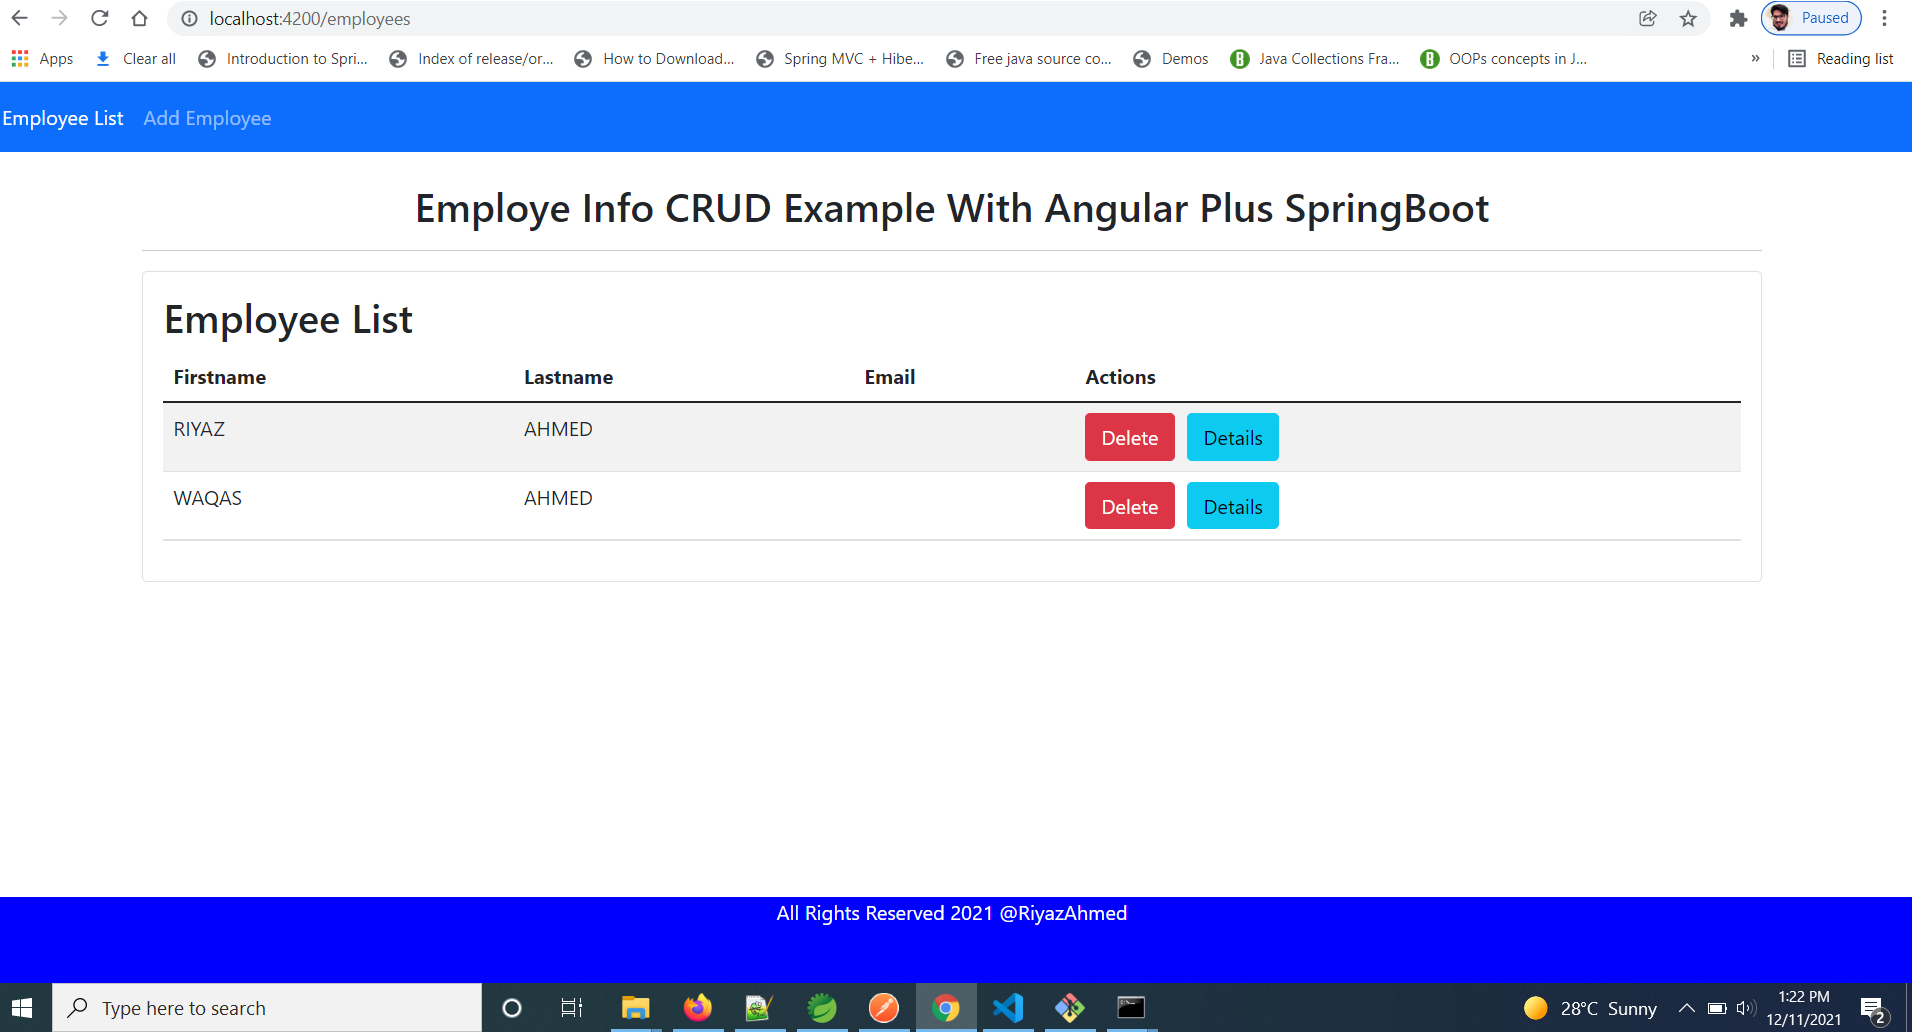 localhost:4200/employees
Paused
Apps Clear all Introduction to Spri... Index of release/or... How to Download... Spring MVC + Hibe... Free java source co... Demos Java Collections Fra... OOPs concepts in J... » Reading list
Employee List Add Employee
Employe Info CRUD Example With Angular Plus SpringBoot
Employee List
Firstname Lastname Email Actions
RIYAZ AHMED Delete Details
WAQAS AHMED Delete Details
All Rights Reserved 2021 @RiyazAhmed
Type here to search
28°C Sunny
1:22 PM
12/11/2021
2